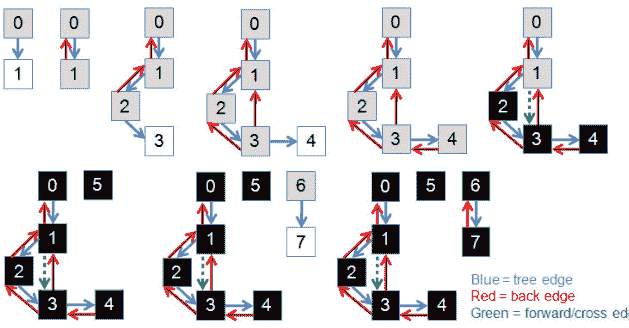 0 0 0 0 0 0
1 1 1 1 1 1
2 2 2 2
3 3 4 3 4 3 4
0 5 0 5 6 0 5 6
1 1 7 1 7
2 2 2
3 4 3 4 3 4
Blue = tree edge
Red = back edge
Green = forward/cross ed